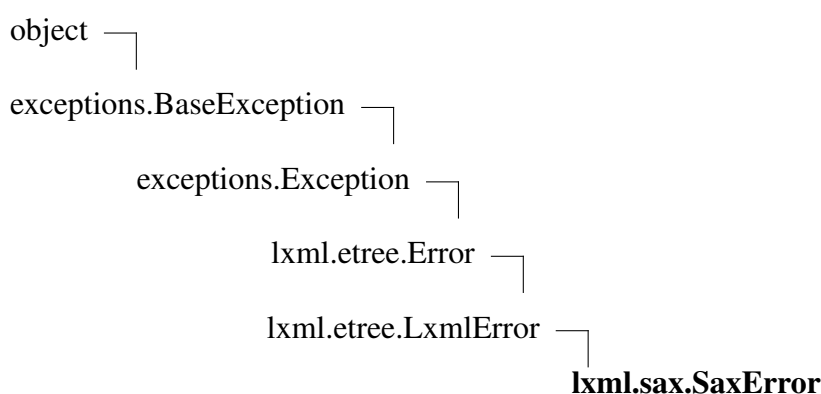 object
exceptions.BaseException
exceptions.Exception
lxml.etree.Error
lxml.etree.LxmlError
lxml.sax.SaxError